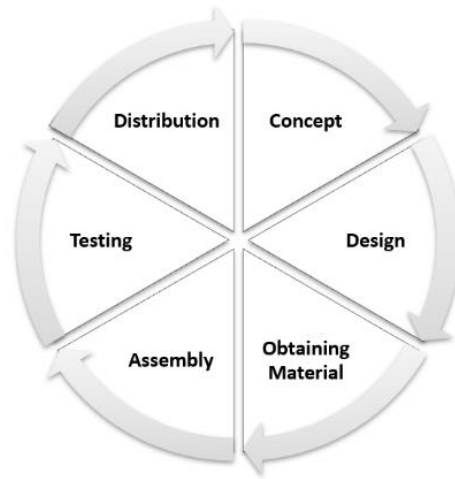 Concept
Design
Obtaining
Material
Assembly
Testing
Distribution